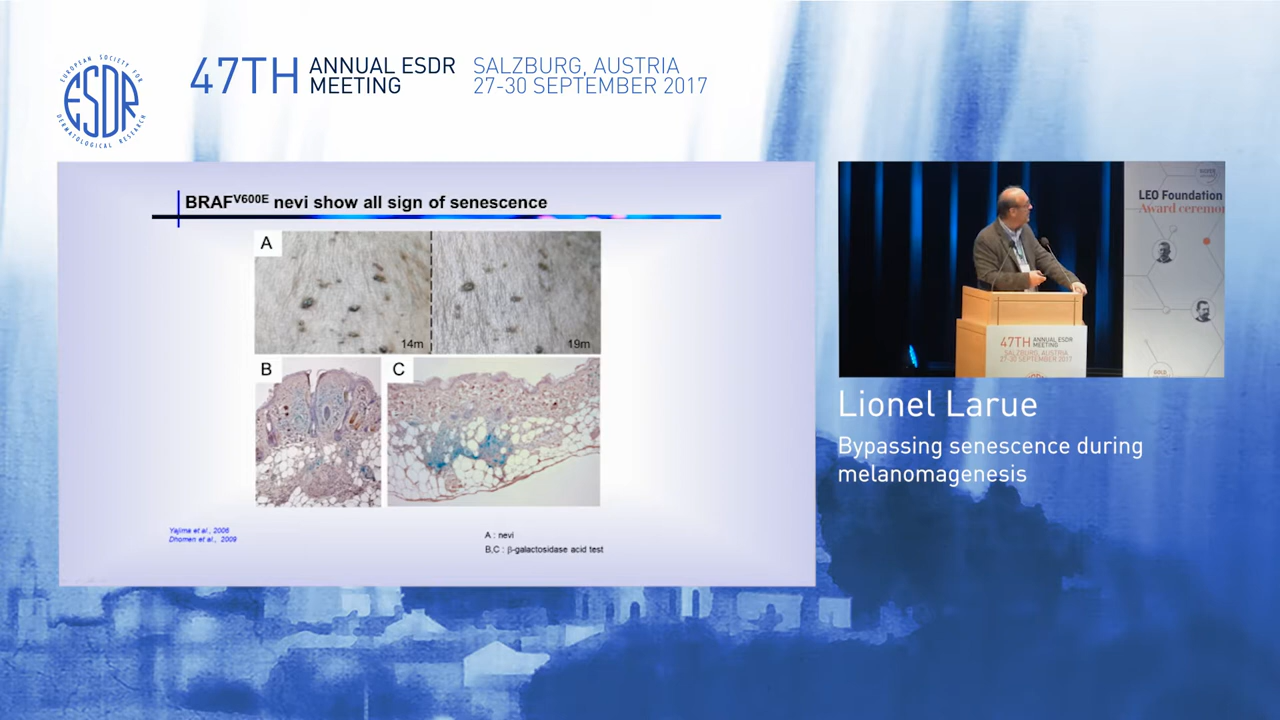 EUROPEAN SOCIETY FOR
DERMATOLOGICAL RESEARCH
ESDR
47TH ANNUAL ESDR
MEETING
SALZBURG, AUSTRIA
27-30 SEPTEMBER 2017
BRAFV600E nevi show all sign of senescence
A
14m
19m
B
C
Yajima et al., 2006
Dhomen et al., 2009
A : nevi
B,C : β-galactosidase acid test
LEO Foundation
Award ceremon
47TH ANNUAL ESDR
MEETING
SALZBURG, AUSTRIA
27-30 SEPTEMBER 2017
Lionel Larue
Bypassing senescence during
melanomagenesis